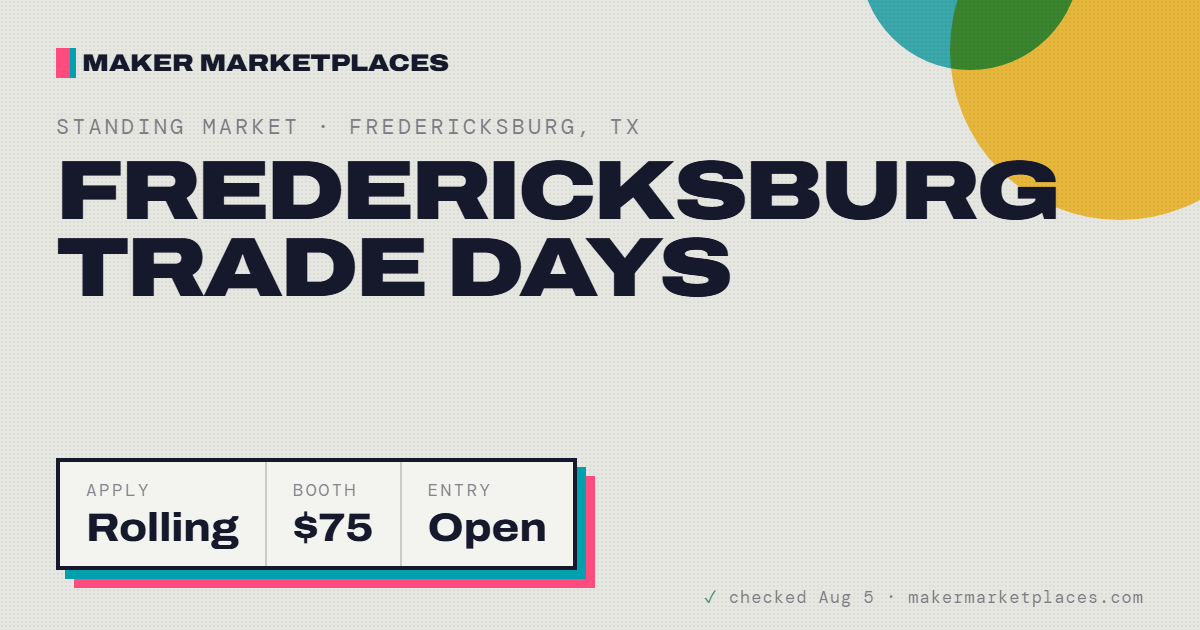 MAKER MARKETPLACES
STANDING MARKET · FREDERICKSBURG, TX
FREDERICKSBURG
TRADE DAYS
APPLY BOOTH ENTRY
Rolling $75 Open
✓ checked Aug 5 · makermarketplaces.com